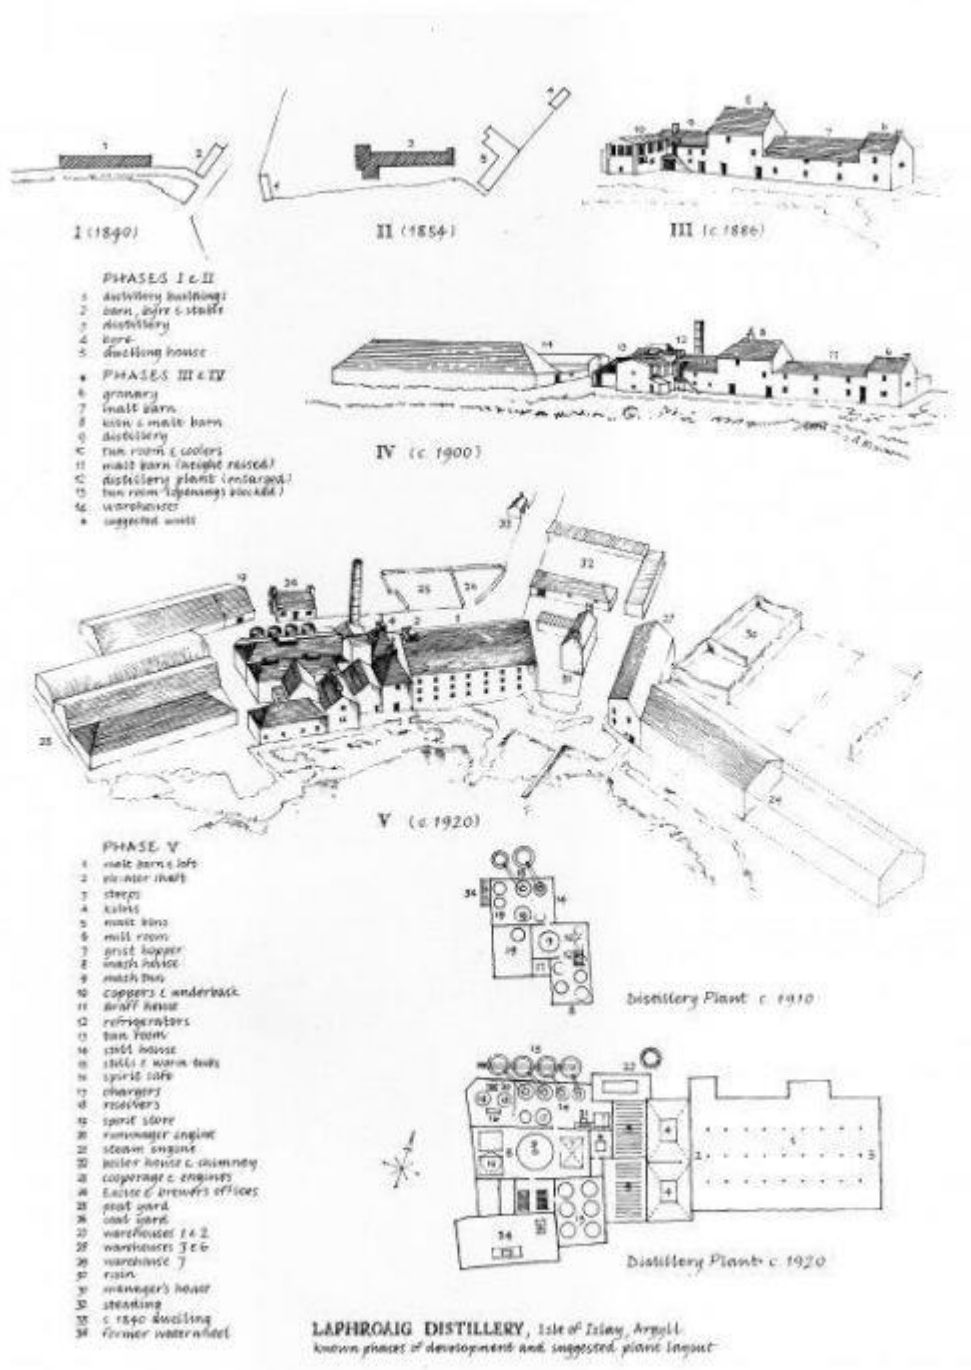 I (1840)
II (1854)
III (c. 1886)
PHASES I & II
1 distillery buildings
2 barn, byre & stable
3 distillery
4 byre
5 dwelling house
* PHASES III & IV
6 granary
7 malt barn
8 kiln & malt barn
9 distillery
10 tun room & coolers
11 malt barn (height raised)
12 distillery plant (enlarged)
13 tun room (openings blocked)
14 warehouses
* suggested units
IV (c. 1900)
V (c. 1920)
PHASE V
1 malt barn & loft
2 elevator shaft
3 steeps
4 kilns
5 malt bins
6 mill room
7 grist hopper
8 mash house
9 mash tun
10 coppers & underback
11 draff house
12 refrigerators
13 tun room
14 still house
15 stills & worm tubs
16 spirit safe
17 chargers
18 receivers
19 spirit store
20 rummager engine
21 steam engine
22 boiler house & chimney
23 cooperage & engines
24 Excise & brewers offices
25 peat yard
26 coal yard
27 warehouses 1 & 2
28 warehouses 3 & 6
29 warehouse 7
30 ruin
31 manager's house
32 steading
33 c 1840 dwelling
34 former waterwheel
Distillery Plant c. 1910
Distillery Plant c. 1920
LAPHROAIG DISTILLERY, Isle of Islay, Argyll
known phases of development and suggested plant layout